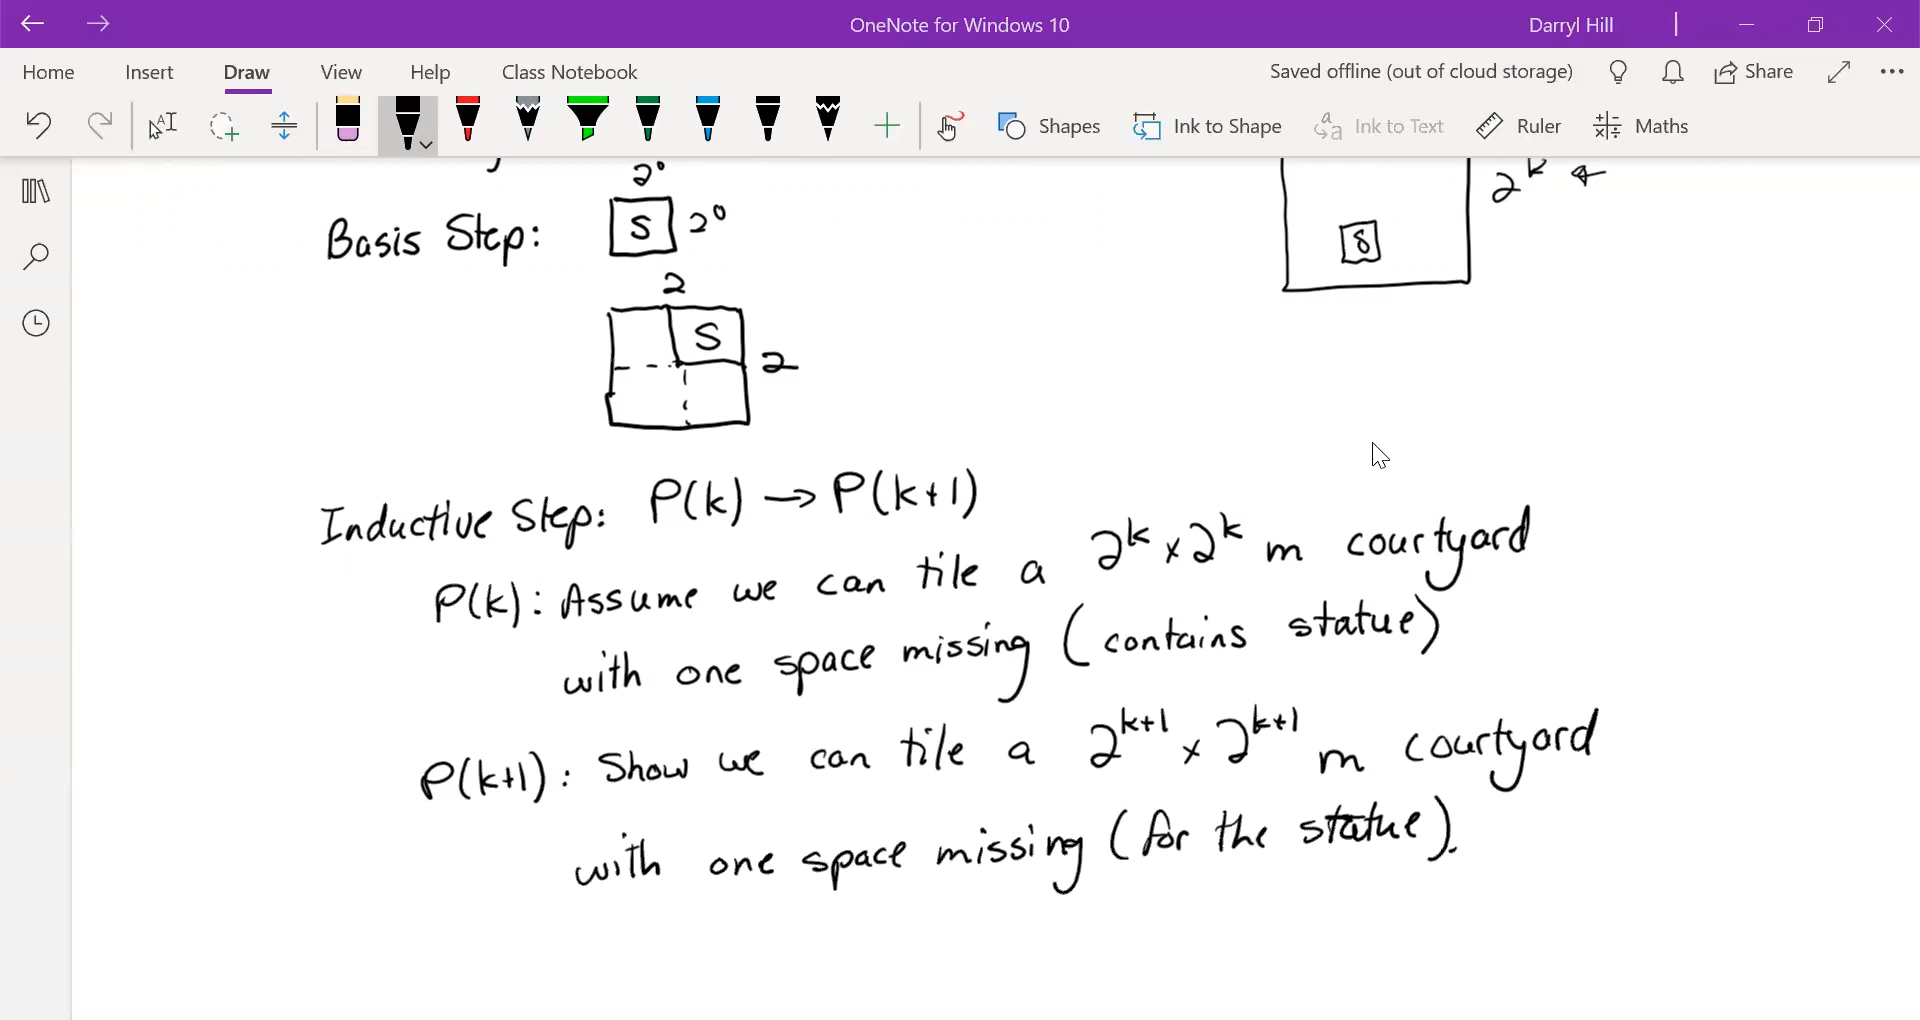 OneNote for Windows 10
Darryl Hill
Home Insert Draw View Help Class Notebook
Saved offline (out of cloud storage)
Share
Shapes
Ink to Shape
Ink to Text
Ruler
Maths
2⁰
Basis Step: S 2⁰
2ᵏ ←
S
2
S
2
Inductive Step: P(k) → P(k+1)
P(k): Assume we can tile a 2ᵏ × 2ᵏ m courtyard
with one space missing (contains statue)
P(k+1): Show we can tile a 2ᵏ⁺¹ × 2ᵏ⁺¹ m courtyard
with one space missing (for the statue).